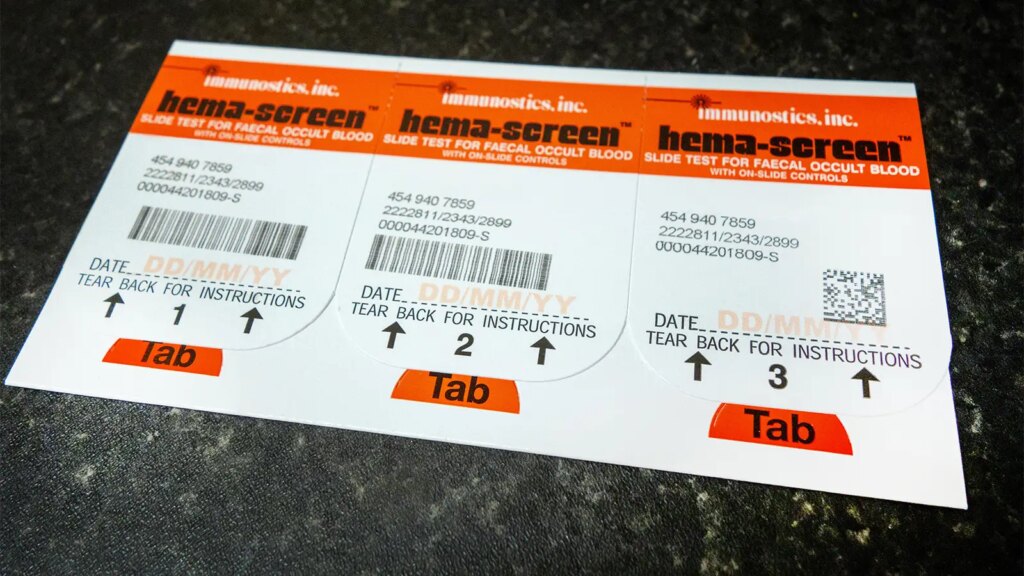 immunostics, inc.
hema-screen™
SLIDE TEST FOR FAECAL OCCULT BLOOD
WITH ON-SLIDE CONTROLS
454 940 7859
2222811/2343/2899
000044201809-S
DATE DD/MM/YY
TEAR BACK FOR INSTRUCTIONS
1
Tab
immunostics, inc.
hema-screen™
SLIDE TEST FOR FAECAL OCCULT BLOOD
WITH ON-SLIDE CONTROLS
454 940 7859
2222811/2343/2899
000044201809-S
DATE DD/MM/YY
TEAR BACK FOR INSTRUCTIONS
2
Tab
immunostics, inc.
hema-screen™
SLIDE TEST FOR FAECAL OCCULT BLOOD
WITH ON-SLIDE CONTROLS
454 940 7859
2222811/2343/2899
000044201809-S
DATE DD/MM/YY
TEAR BACK FOR INSTRUCTIONS
3
Tab